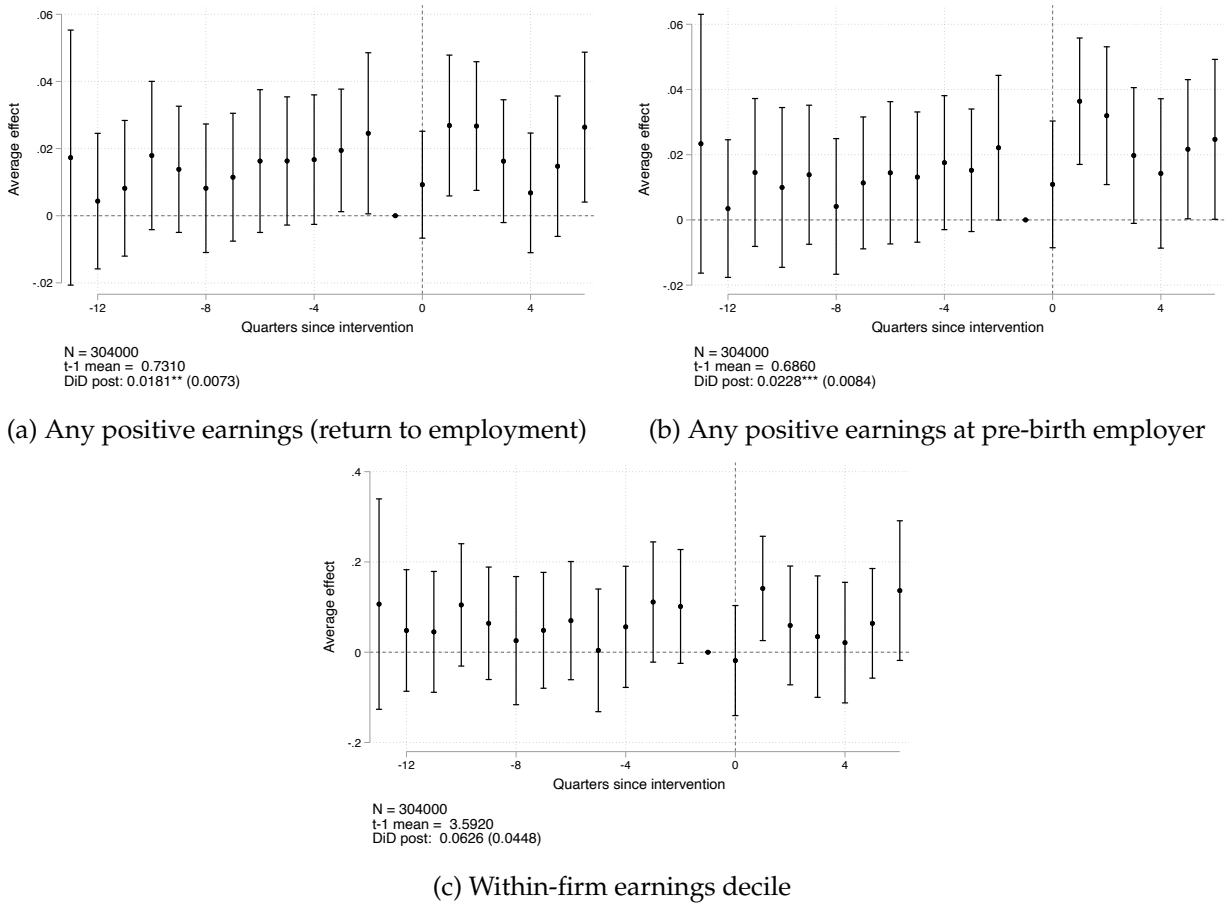 .06
.04
.02
0
-.02
Average effect
-12
-8
-4
0
4
Quarters since intervention
N = 304000
t-1 mean = 0.7310
DiD post: 0.0181** (0.0073)
(a) Any positive earnings (return to employment)
.06
.04
.02
0
-.02
Average effect
-12
-8
-4
0
4
Quarters since intervention
N = 304000
t-1 mean = 0.6860
DiD post: 0.0228*** (0.0084)
(b) Any positive earnings at pre-birth employer
.4
.2
0
-.2
Average effect
-12
-8
-4
0
4
Quarters since intervention
N = 304000
t-1 mean = 3.5920
DiD post: 0.0626 (0.0448)
(c) Within-firm earnings decile